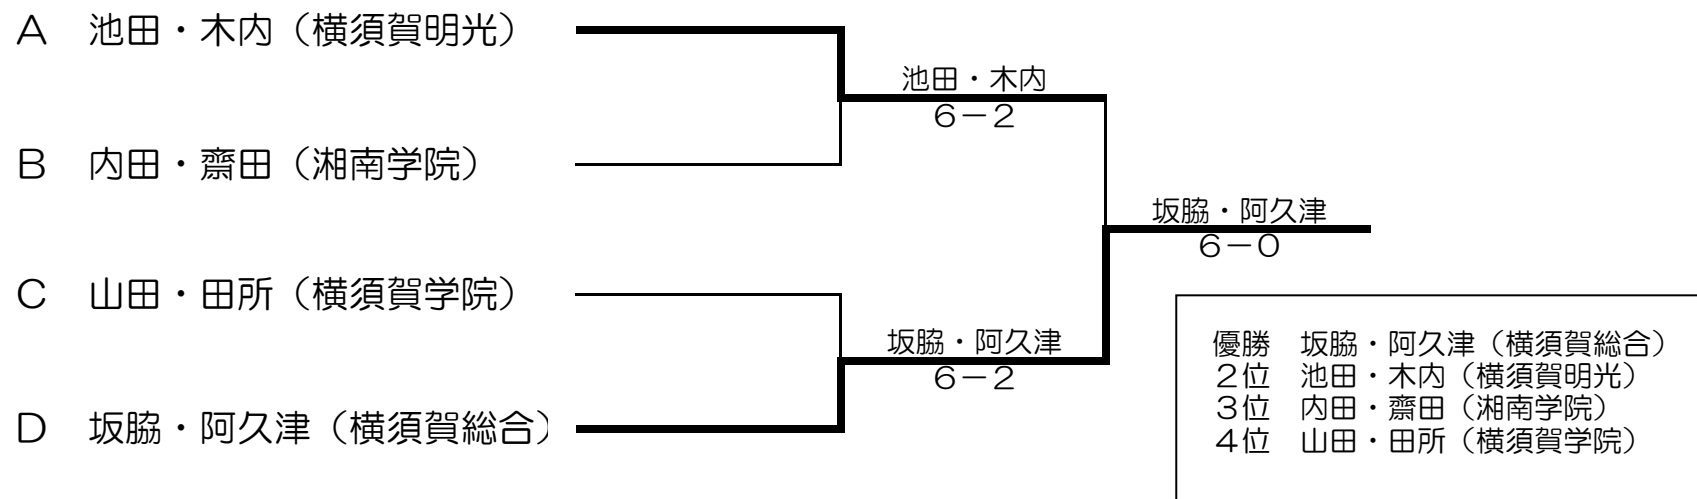 A 池田・木内（横須賀明光）
池田・木内
6－2
B 内田・齋田（湘南学院）
坂脇・阿久津
6－0
C 山田・田所（横須賀学院）
坂脇・阿久津
6－2
D 坂脇・阿久津（横須賀総合）
優勝 坂脇・阿久津（横須賀総合）
2位 池田・木内（横須賀明光）
3位 内田・齋田（湘南学院）
4位 山田・田所（横須賀学院）